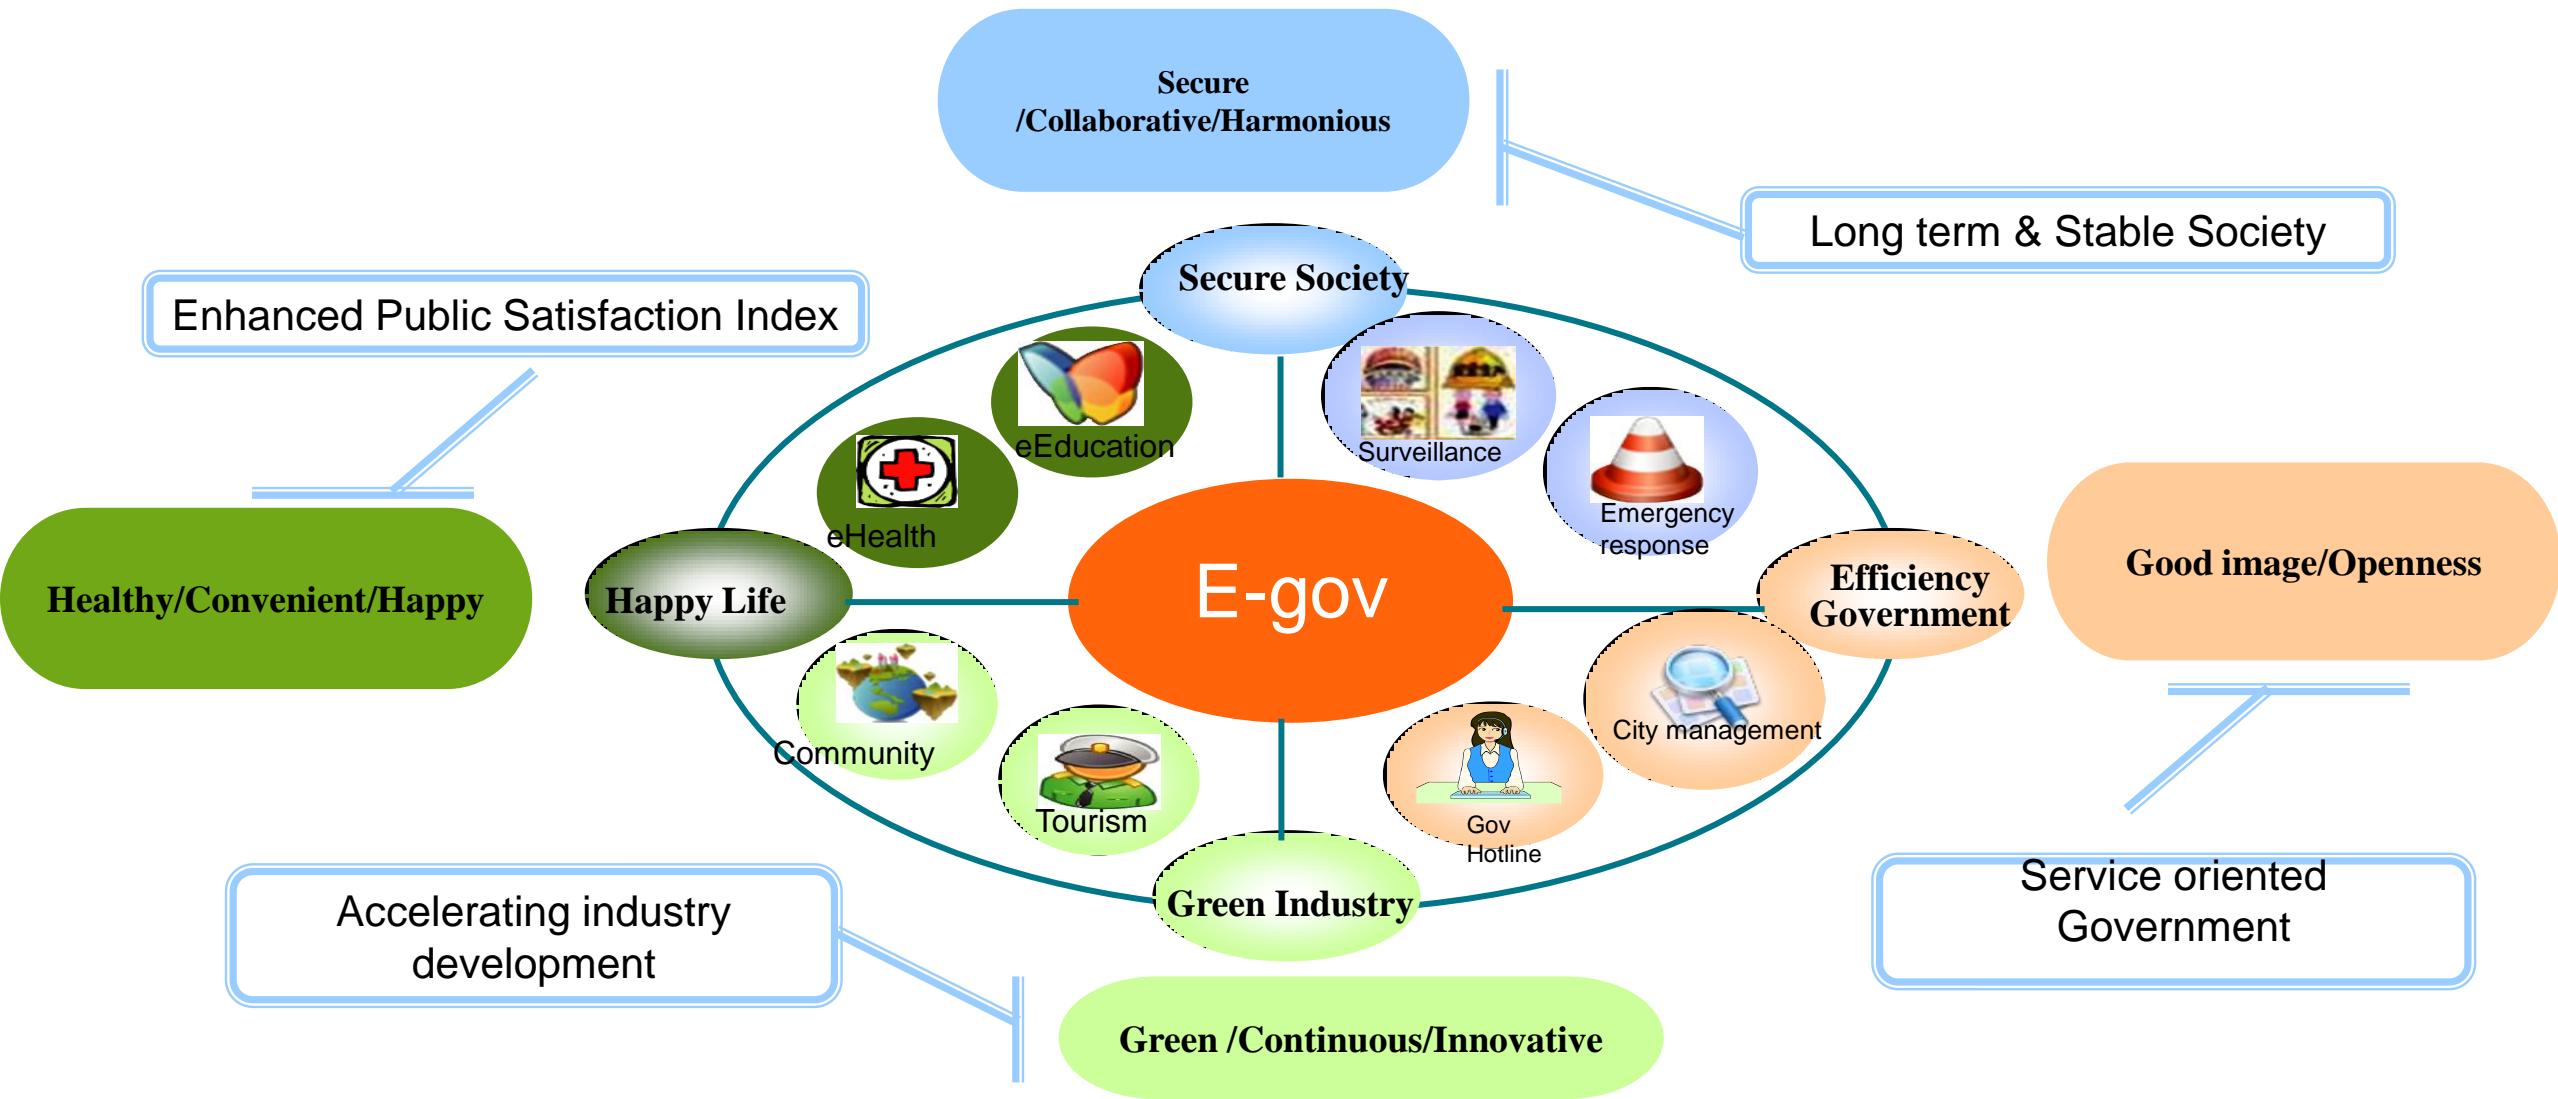 Secure
/Collaborative/Harmonious
Long term & Stable Society
Enhanced Public Satisfaction Index
Secure Society
eEducation
Surveillance
eHealth
Emergency
response
Healthy/Convenient/Happy
Happy Life
E-gov
Efficiency
Government
Good image/Openness
Community
Tourism
City management
Gov
Hotline
Green Industry
Accelerating industry
development
Service oriented
Government
Green /Continuous/Innovative